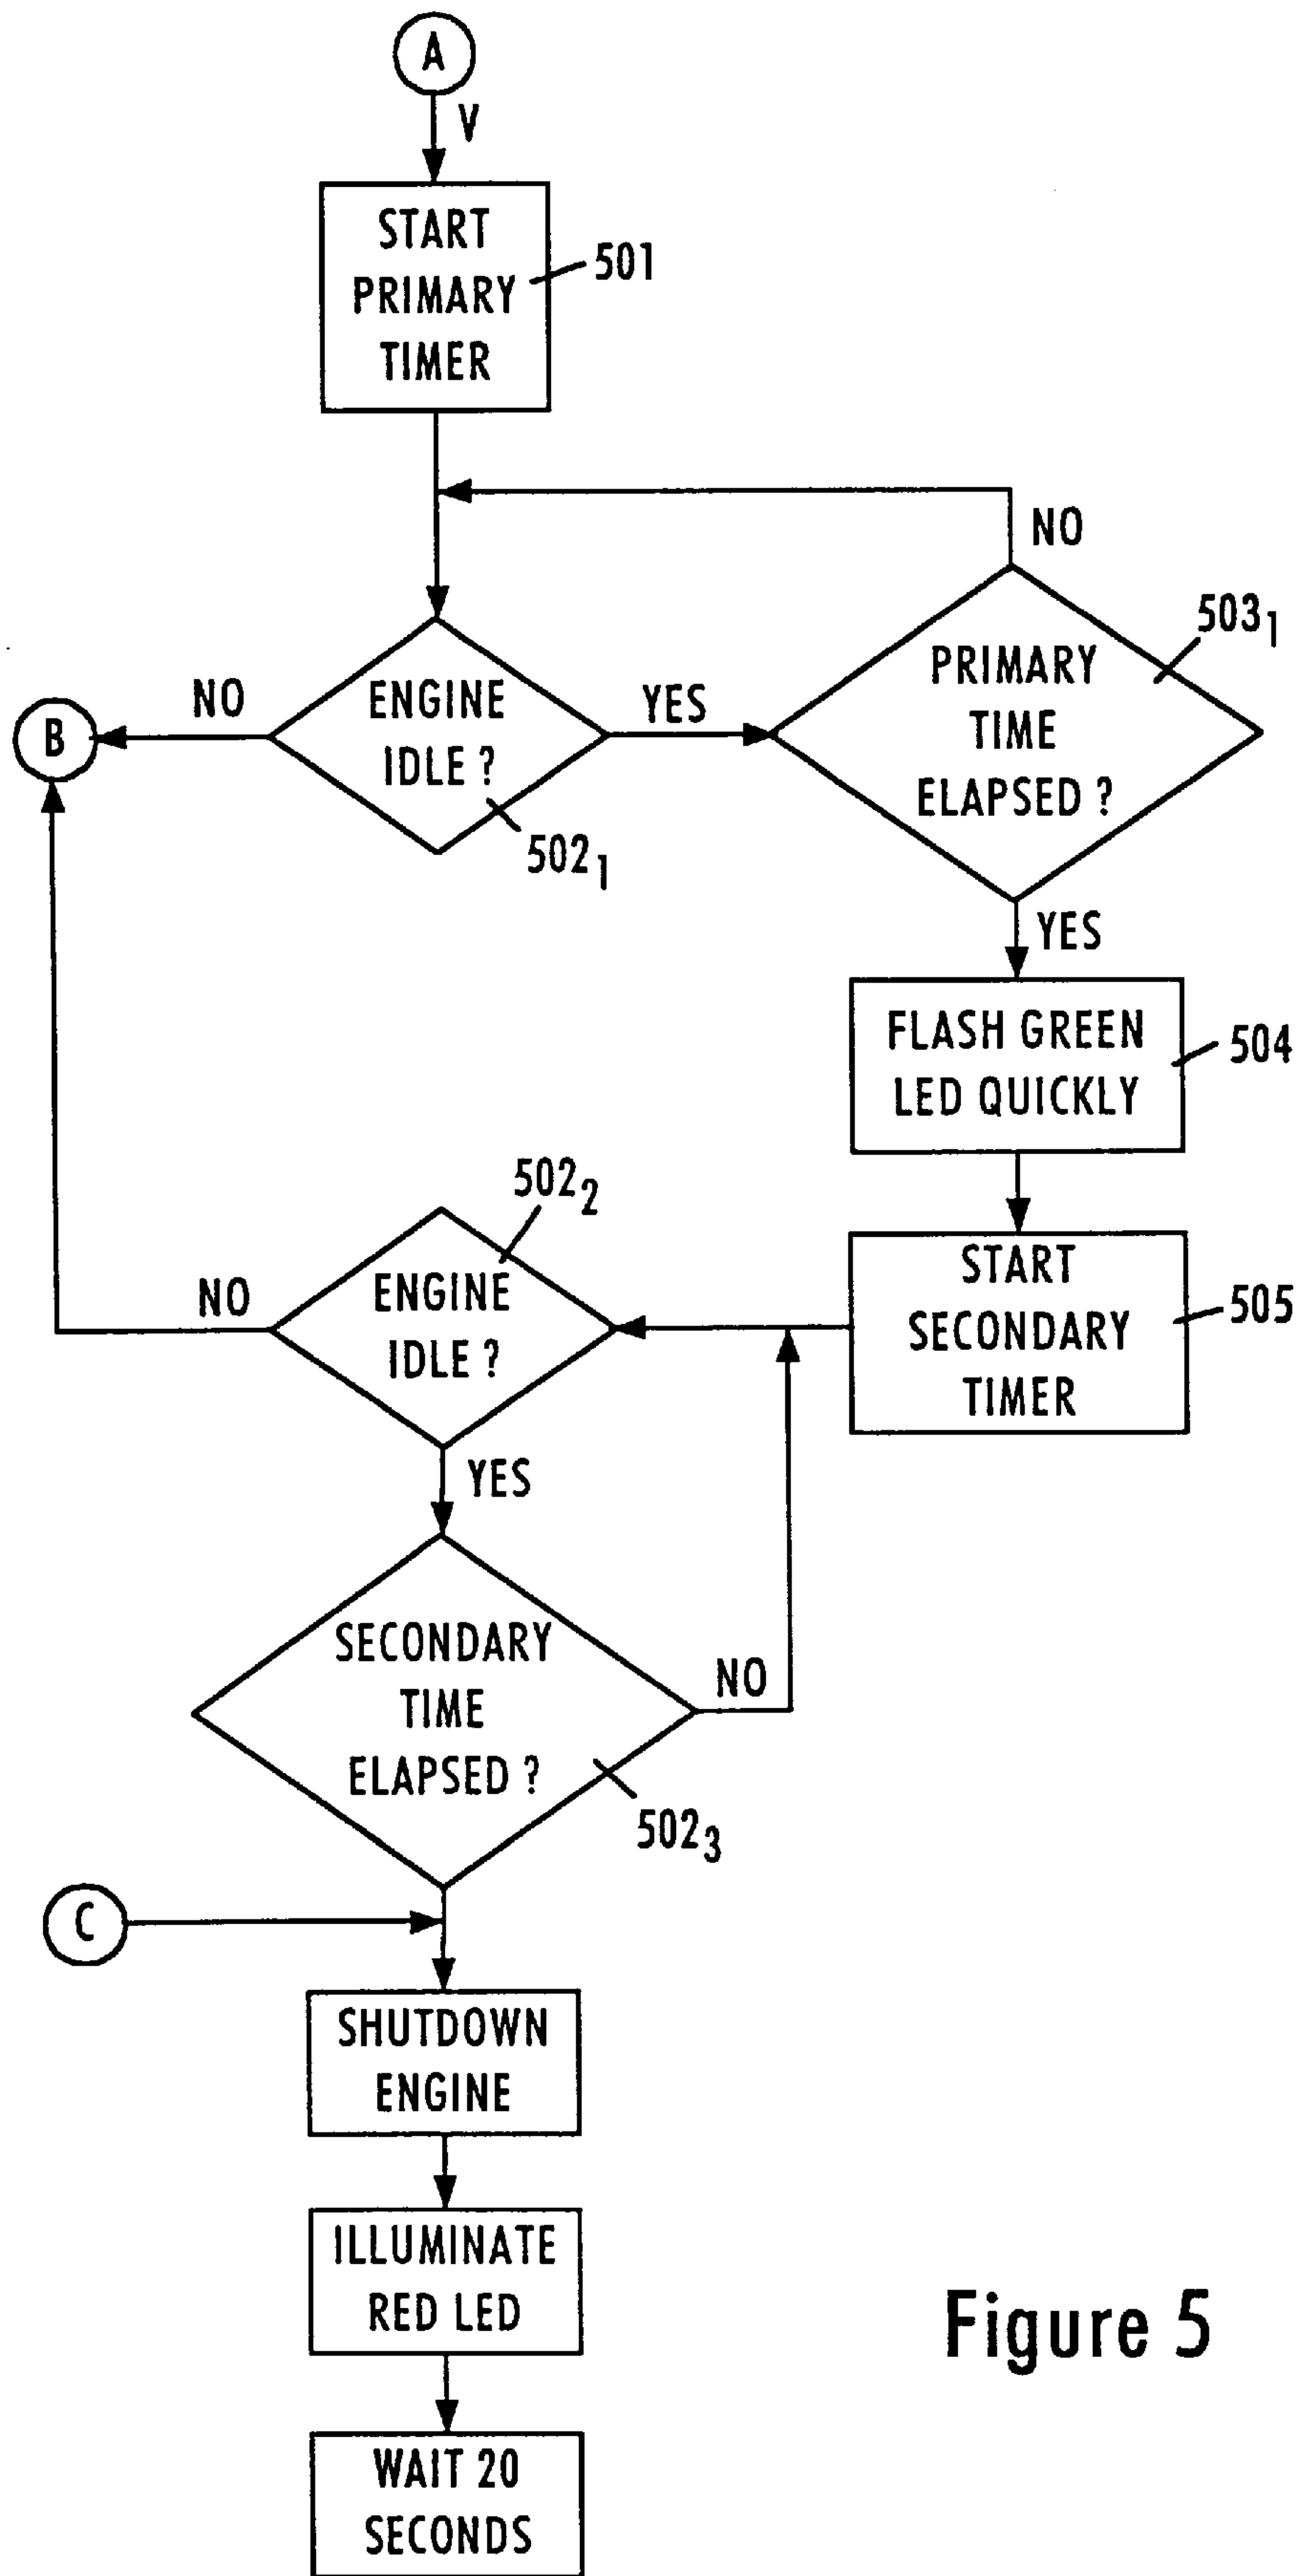 A
V
START
PRIMARY
TIMER
501
NO
503₁
PRIMARY
TIME
ELAPSED ?
ENGINE
IDLE ?
NO
YES
B
502₁
YES
FLASH GREEN
LED QUICKLY
504
502₂
START
SECONDARY
TIMER
505
ENGINE
IDLE ?
NO
YES
SECONDARY
TIME
ELAPSED ?
NO
502₃
C
SHUTDOWN
ENGINE
ILLUMINATE
RED LED
Figure 5
WAIT 20
SECONDS